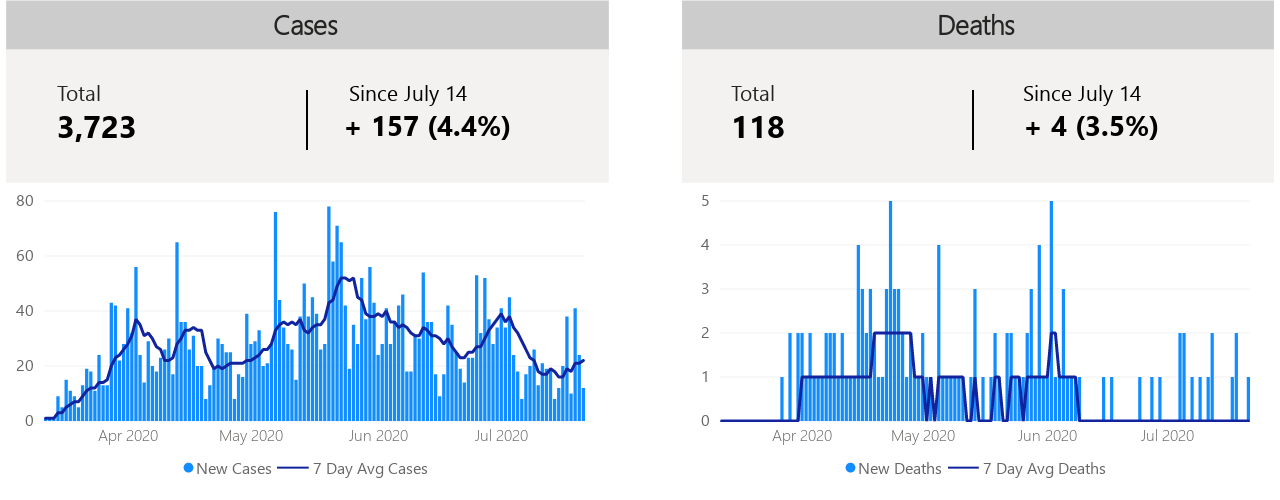 Cases
Total
3,723
Since July 14
+ 157 (4.4%)
80
60
40
20
0
Apr 2020
May 2020
Jun 2020
Jul 2020
New Cases
7 Day Avg Cases
Deaths
Total
118
Since July 14
+ 4 (3.5%)
5
4
3
2
1
0
Apr 2020
May 2020
Jun 2020
Jul 2020
New Deaths
7 Day Avg Deaths